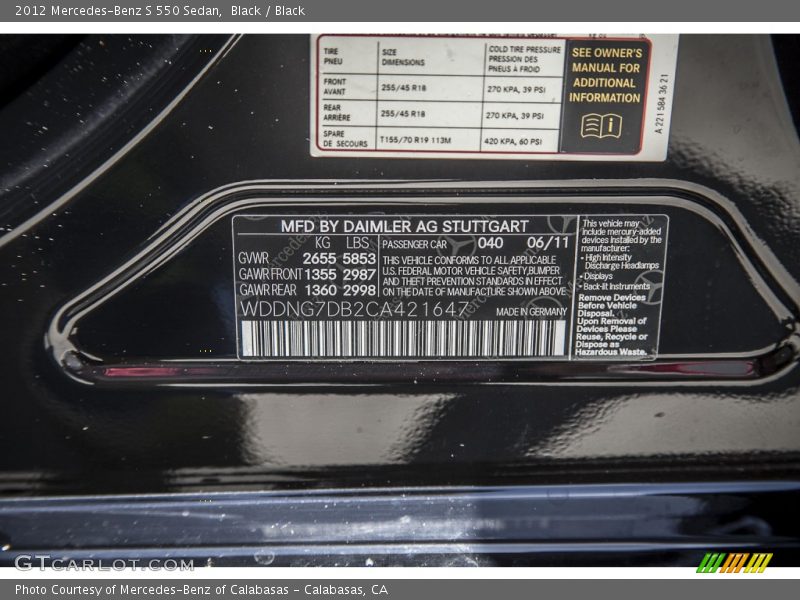 2012 Mercedes-Benz S 550 Sedan, Black / Black
TIRE PNEU
SIZE DIMENSIONS
COLD TIRE PRESSURE PRESSION DES PNEUS À FROID
FRONT AVANT
255/45 R18
270 KPA, 39 PSI
REAR ARRIÈRE
255/45 R18
270 KPA, 39 PSI
SPARE DE SECOURS
T155/70 R19 113M
420 KPA, 60 PSI
SEE OWNER'S
MANUAL FOR
ADDITIONAL
INFORMATION
A 221 584 36 21
MFD BY DAIMLER AG STUTTGART
KG LBS
GVWR 2655 5853
GAWR FRONT 1355 2987
GAWR REAR 1360 2998
PASSENGER CAR 040 06/11
THIS VEHICLE CONFORMS TO ALL APPLICABLE
U.S. FEDERAL MOTOR VEHICLE SAFETY, BUMPER
AND THEFT PREVENTION STANDARDS IN EFFECT
ON THE DATE OF MANUFACTURE SHOWN ABOVE
WDDNG7DB2CA421647
MADE IN GERMANY
This vehicle may
include mercury-added
devices installed by the
manufacturer:
• High Intensity
Discharge Headlamps
• Displays
• Back-lit Instruments
Remove Devices
Before Vehicle
Disposal.
Upon Removal of
Devices Please
Reuse, Recycle or
Dispose as
Hazardous Waste.
GTCARLOT.COM
Photo Courtesy of Mercedes-Benz of Calabasas - Calabasas, CA